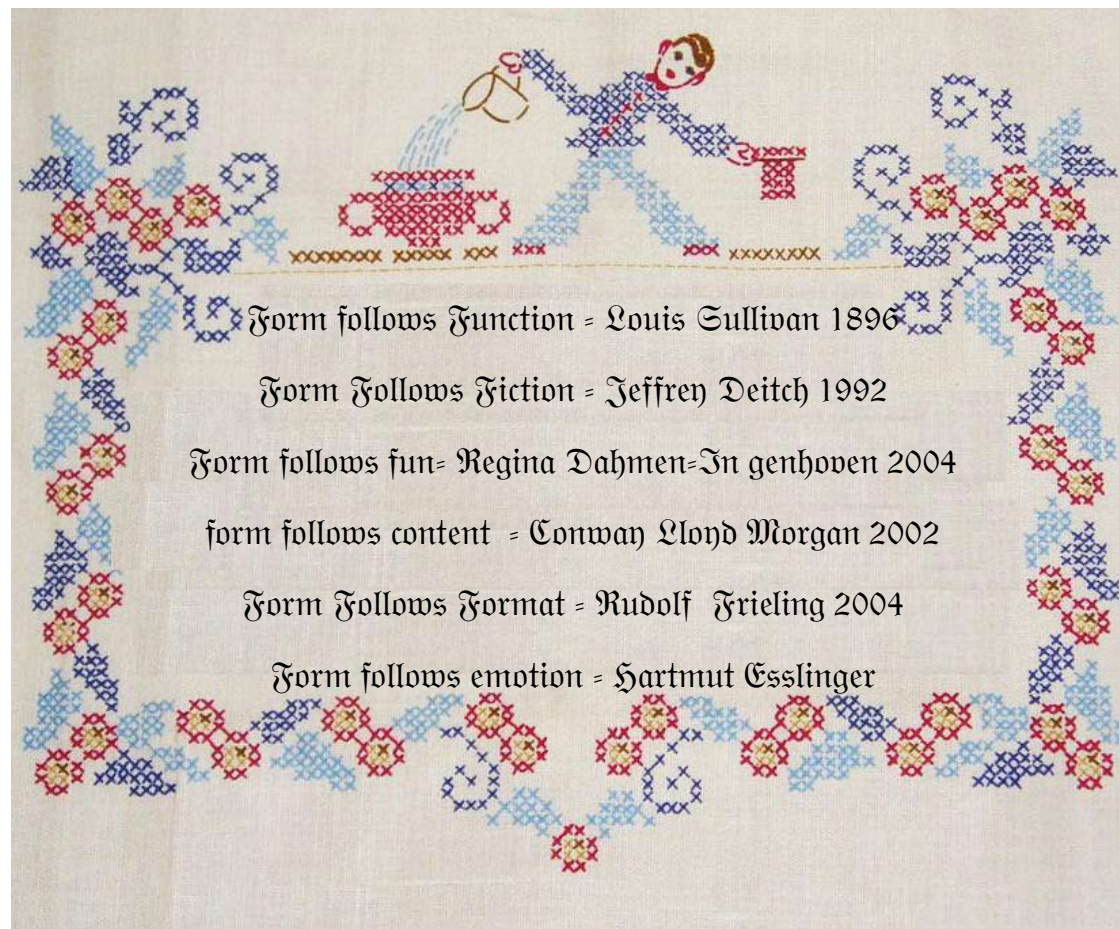 Form follows Function = Louis Sullivan 1896
Form Follows Fiction = Jeffrey Deitch 1992
Form follows fun= Regina Dahmen=In genhoven 2004
form follows content = Conway Lloyd Morgan 2002
Form Follows Format = Rudolf Frieling 2004
Form follows emotion = Hartmut Esslinger